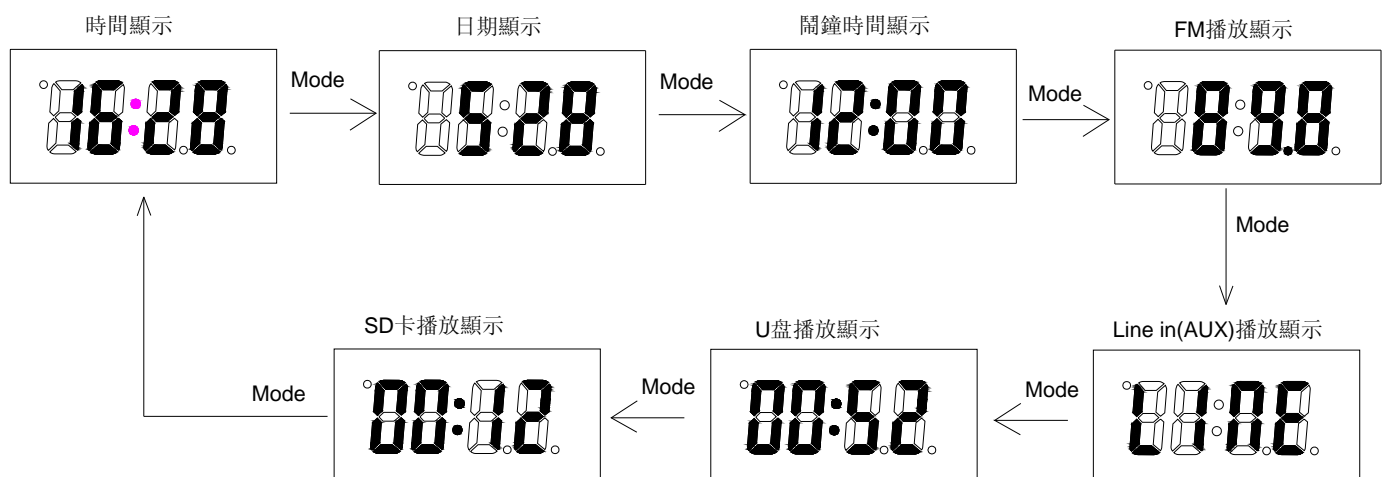 時間顯示
16:28
Mode
日期顯示
528
Mode
鬧鐘時間顯示
12:00
Mode
FM播放顯示
89.8
Mode
Line in(AUX)播放顯示
LINE
Mode
U盘播放顯示
00:52
Mode
SD卡播放顯示
00:12
Mode